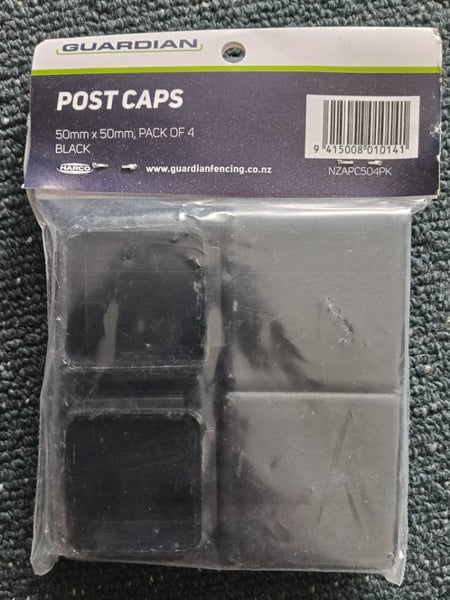 GUARDIAN
POST CAPS
50mm x 50mm, PACK OF 4
BLACK
HARCO
www.guardianfencing.co.nz
9 415008 010141
NZAPC504PK